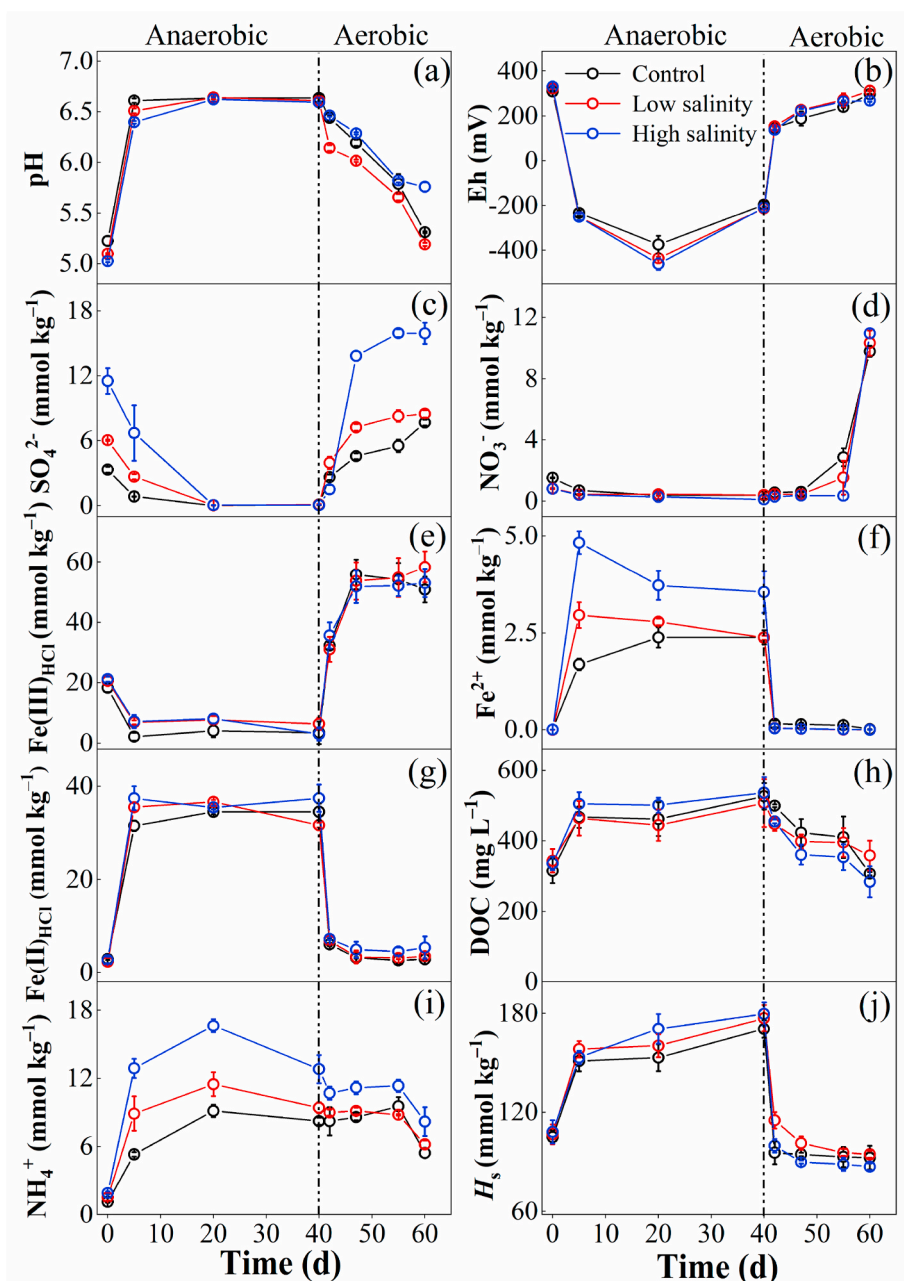 Anaerobic Aerobic
Anaerobic Aerobic
7.0 (a)
6.5
6.0
5.5
5.0
pH
400 (b)
200
0
-200
-400
Eh (mV)
Control
Low salinity
High salinity
18 (c)
12
6
0
SO₄²⁻ (mmol kg⁻¹)
12 (d)
9
6
3
0
NO₃⁻ (mmol kg⁻¹)
60 (e)
40
20
0
Fe(III)HCl (mmol kg⁻¹)
5.0 (f)
2.5
0.0
Fe²⁺ (mmol kg⁻¹)
40 (g)
20
0
Fe(II)HCl (mmol kg⁻¹)
600 (h)
400
200
0
DOC (mg L⁻¹)
18 (i)
12
6
0
NH₄⁺ (mmol kg⁻¹)
180 (j)
120
60
Hs (mmol kg⁻¹)
0 10 20 30 40 50 60
Time (d)
0 10 20 30 40 50 60
Time (d)